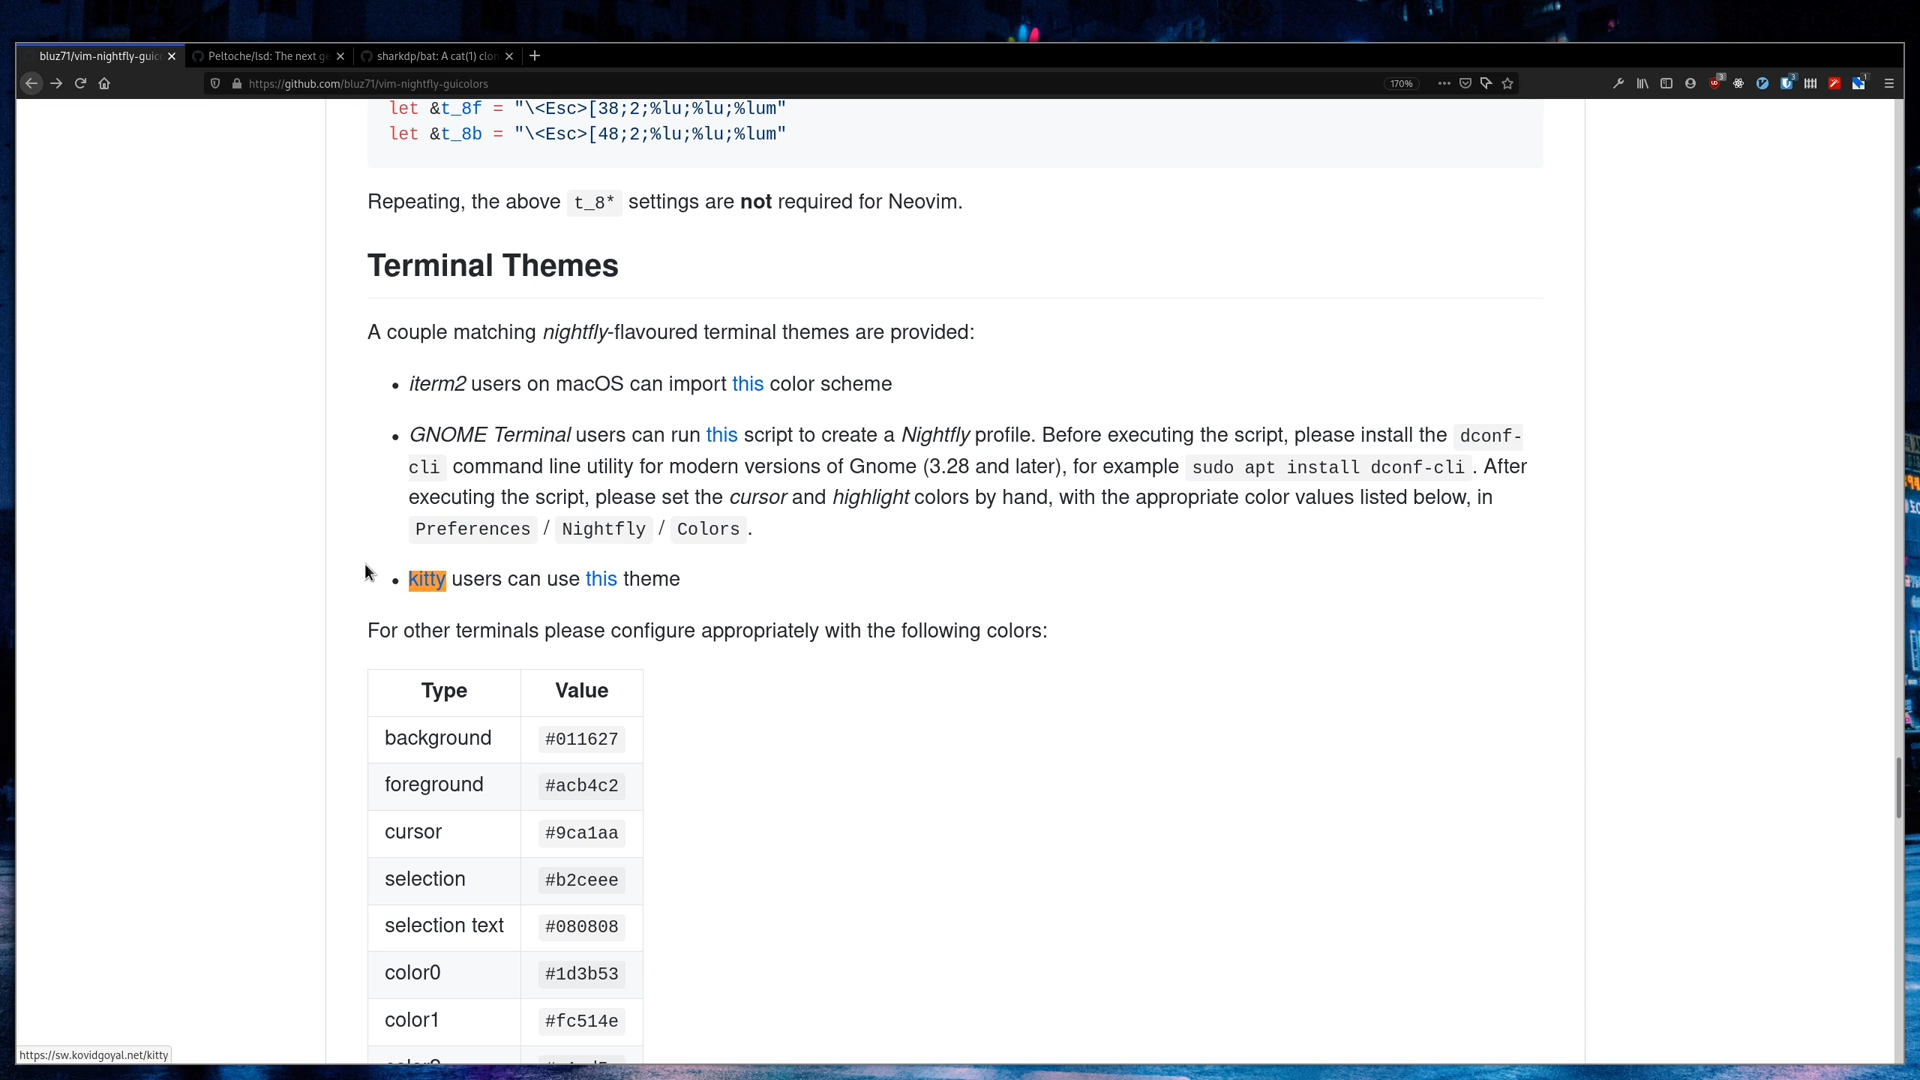 bluz71/vim-nightfly-guic
Peltoche/lsd: The next ge
sharkdp/bat: A cat(1) clon
https://github.com/bluz71/vim-nightfly-guicolors
170%
let &t_8f = "\<Esc>[38;2;%lu;%lu;%lum"
let &t_8b = "\<Esc>[48;2;%lu;%lu;%lum"
Repeating, the above t_8* settings are not required for Neovim.
Terminal Themes
A couple matching nightfly-flavoured terminal themes are provided:
• iterm2 users on macOS can import this color scheme
• GNOME Terminal users can run this script to create a Nightfly profile. Before executing the script, please install the dconf-
cli command line utility for modern versions of Gnome (3.28 and later), for example sudo apt install dconf-cli. After
executing the script, please set the cursor and highlight colors by hand, with the appropriate color values listed below, in
Preferences / Nightfly / Colors.
• kitty users can use this theme
For other terminals please configure appropriately with the following colors:
Type Value
background #011627
foreground #acb4c2
cursor #9ca1aa
selection #b2ceee
selection text #080808
color0 #1d3b53
color1 #fc514e
https://sw.kovidgoyal.net/kitty